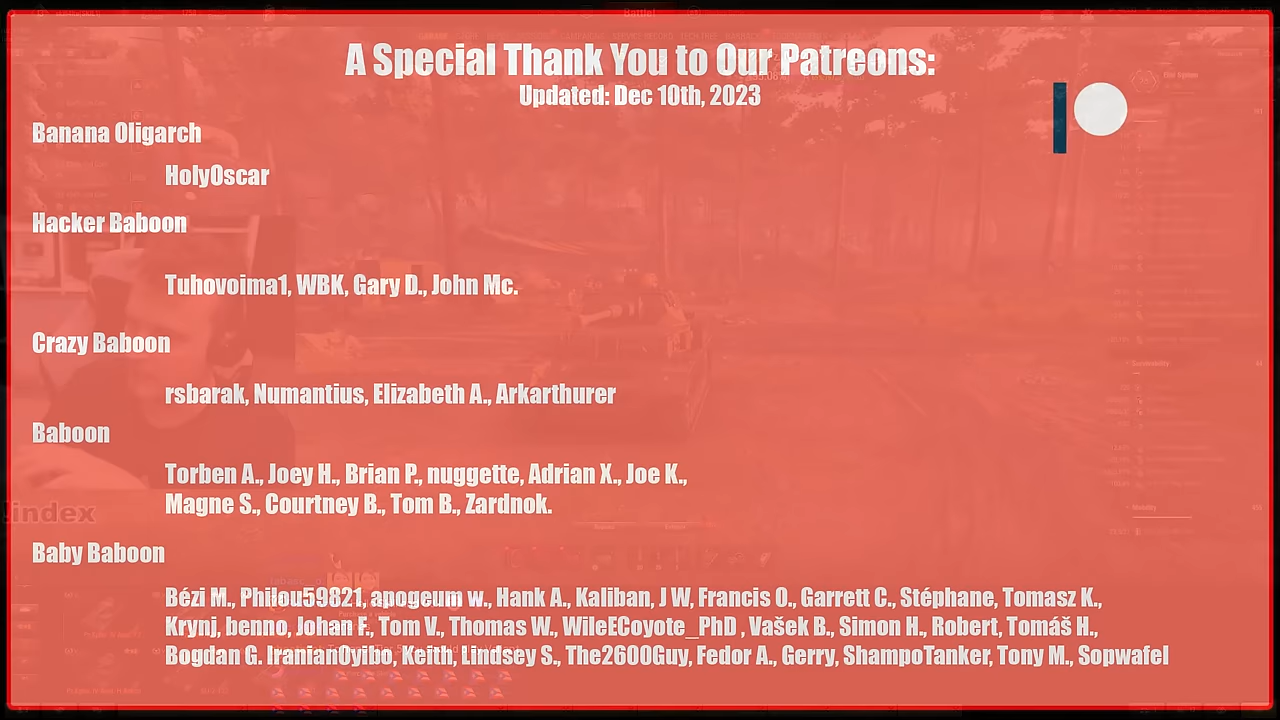 A Special Thank You to Our Patreons:
Updated: Dec 10th, 2023
Banana Oligarch
HolyOscar
Hacker Baboon
Tuhovoima1, WBK, Gary D., John Mc.
Crazy Baboon
rsbarak, Numantius, Elizabeth A., Arkarthurer
Baboon
Torben A., Joey H., Brian P., nuggette, Adrian X., Joe K.,
Magne S., Courtney B., Tom B., Zardnok.
!index
Baby Baboon
Bézi M., Philou59821, apogeum w., Hank A., Kaliban, J W, Francis O., Garrett C., Stéphane, Tomasz K.,
Krynj, benno, Johan F., Tom V., Thomas W., WileECoyote_PhD , Vašek B., Simon H., Robert, Tomáš H.,
Bogdan G. IranianOyibo, Keith, Lindsey S., The2600Guy, Fedor A., Gerry, ShampoTanker, Tony M., Sopwafel